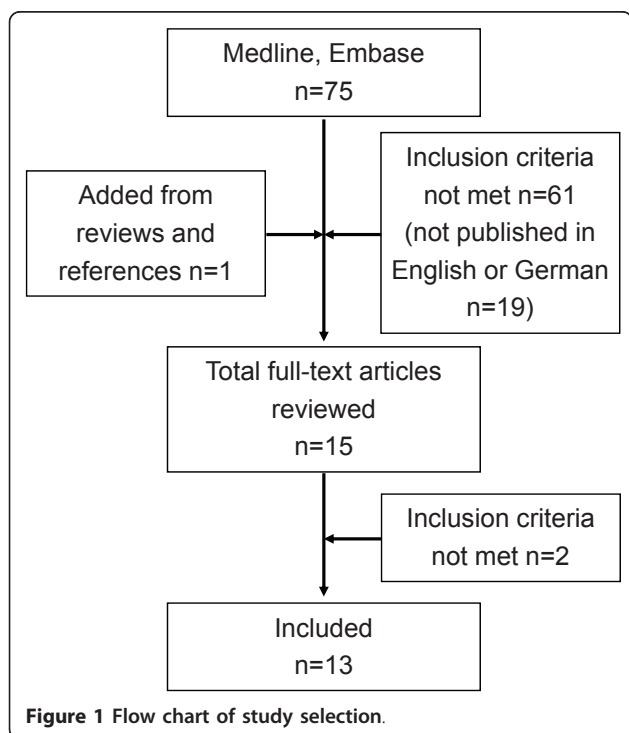 Medline, Embase
n=75
Added from
reviews and
references n=1
Inclusion criteria
not met n=61
(not published in
English or German
n=19)
Total full-text articles
reviewed
n=15
Inclusion criteria
not met n=2
Included
n=13
Figure 1 Flow chart of study selection.